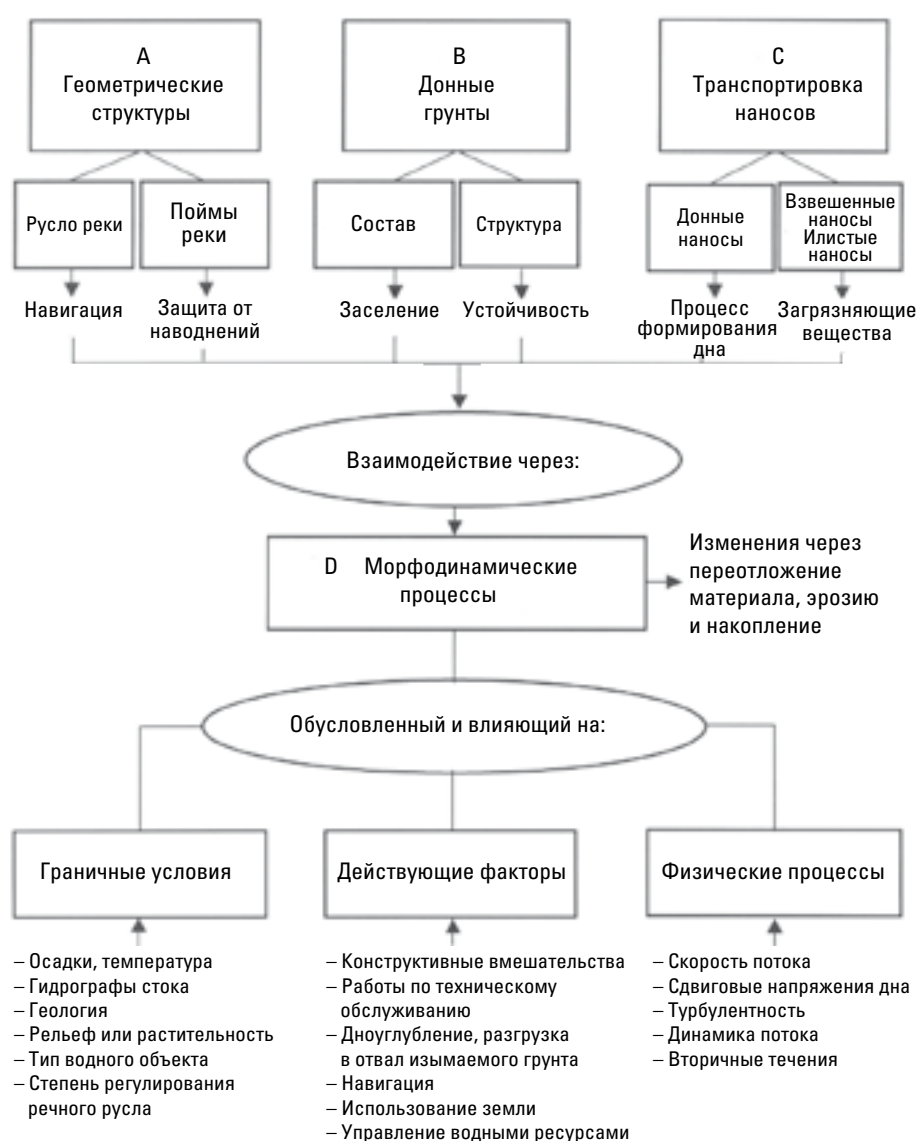 A
Геометрические
структуры
B
Донные
грунты
C
Транспортировка
наносов
Русло реки
Поймы
реки
Состав
Структура
Донные
наносы
Взвешенные
наносы
Илистые
наносы
Навигация
Защита от
наводнений
Заселение
Устойчивость
Процесс
формирования
дна
Загрязняющие
вещества
Взаимодействие через:
D Морфодинамические
процессы
Изменения через
переотложение
материала, эрозию
и накопление
Обусловленный и влияющий на:
Граничные условия
Действующие факторы
Физические процессы
– Осадки, температура
– Гидрографы стока
– Геология
– Рельеф или растительность
– Тип водного объекта
– Степень регулирования
речного русла
– Конструктивные вмешательства
– Работы по техническому
обслуживанию
– Дноуглубление, разгрузка
в отвал изымаемого грунта
– Навигация
– Использование земли
– Управление водными ресурсами
– Скорость потока
– Сдвиговые напряжения дна
– Турбулентность
– Динамика потока
– Вторичные течения